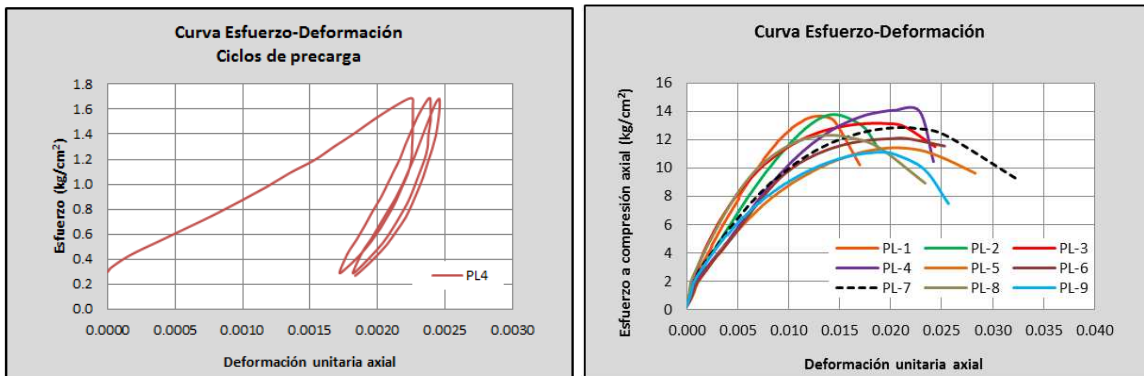 Curva Esfuerzo-Deformación
Ciclos de precarga
Esfuerzo (kg/cm²)
1.8
1.6
1.4
1.2
1.0
0.8
0.6
0.4
0.2
0.0
PL4
0.0000 0.0005 0.0010 0.0015 0.0020 0.0025 0.0030
Deformación unitaria axial
Curva Esfuerzo-Deformación
Esfuerzo a compresión axial (kg/cm²)
16
14
12
10
8
6
4
2
0
PL-1 PL-2 PL-3
PL-4 PL-5 PL-6
PL-7 PL-8 PL-9
0.000 0.005 0.010 0.015 0.020 0.025 0.030 0.035 0.040
Deformación unitaria axial